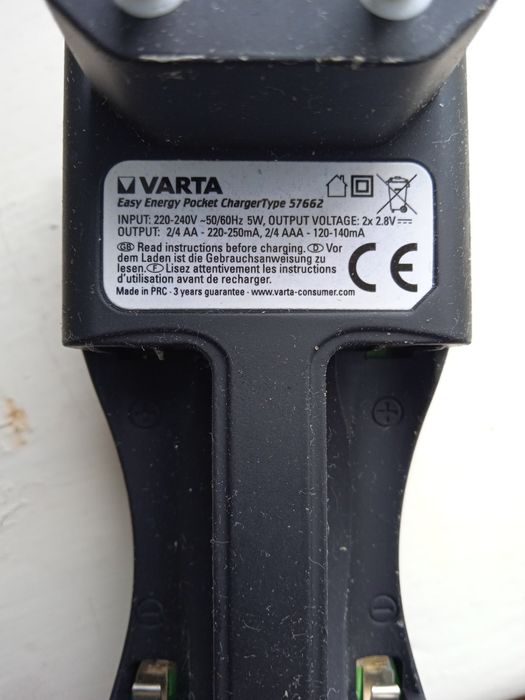 VARTA
Easy Energy Pocket ChargerType 57662
INPUT: 220-240V ~50/60Hz 5W, OUTPUT VOLTAGE: 2x 2.8V⎓
OUTPUT: 2/4 AA - 220-250mA, 2/4 AAA - 120-140mA
GB Read instructions before charging. D Vor
dem Laden ist die Gebrauchsanweisung zu
lesen. F Lisez attentivement les instructions
d'utilisation avant de recharger.
Made in PRC · 3 years guarantee · www.varta-consumer.com
CE